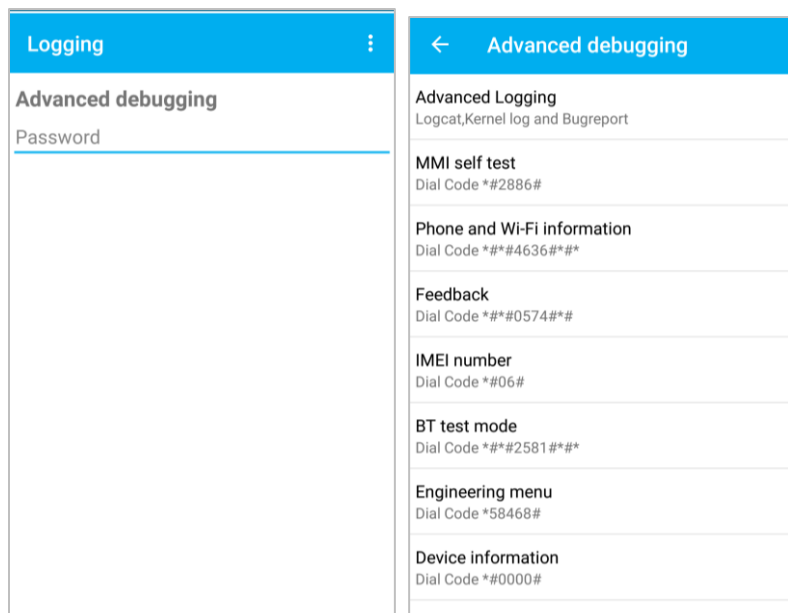 Logging
Advanced debugging
Password
Advanced debugging
Advanced Logging
Logcat,Kernel log and Bugreport
MMI self test
Dial Code *#2886#
Phone and Wi-Fi information
Dial Code *#*#4636#*#*
Feedback
Dial Code *#*#0574#*#
IMEI number
Dial Code *#06#
BT test mode
Dial Code *#*#2581#*#*
Engineering menu
Dial Code *58468#
Device information
Dial Code *#0000#